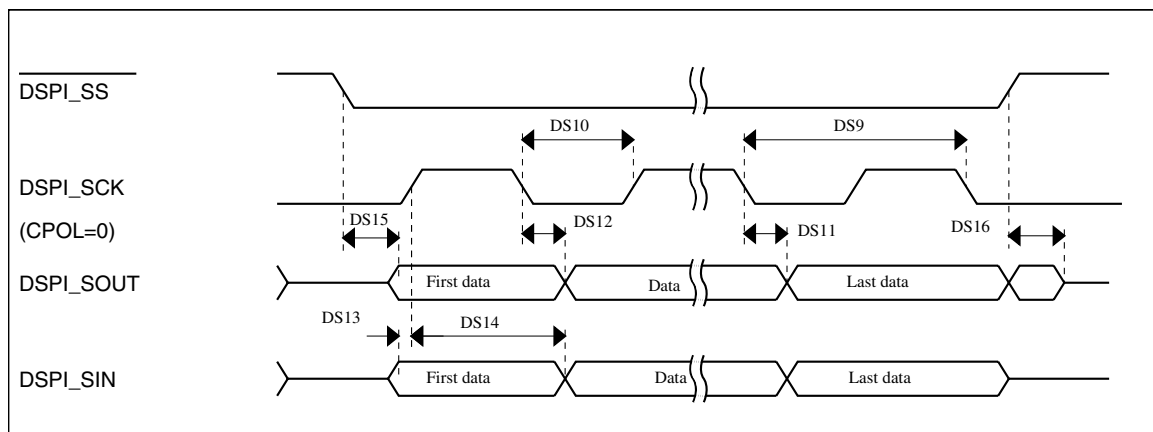 DSPI_SS
DS10
DS9
DSPI_SCK
(CPOL=0)
DS15
DS12
DS11
DS16
DSPI_SOUT
First data
Data
Last data
DS13
DS14
DSPI_SIN
First data
Data
Last data